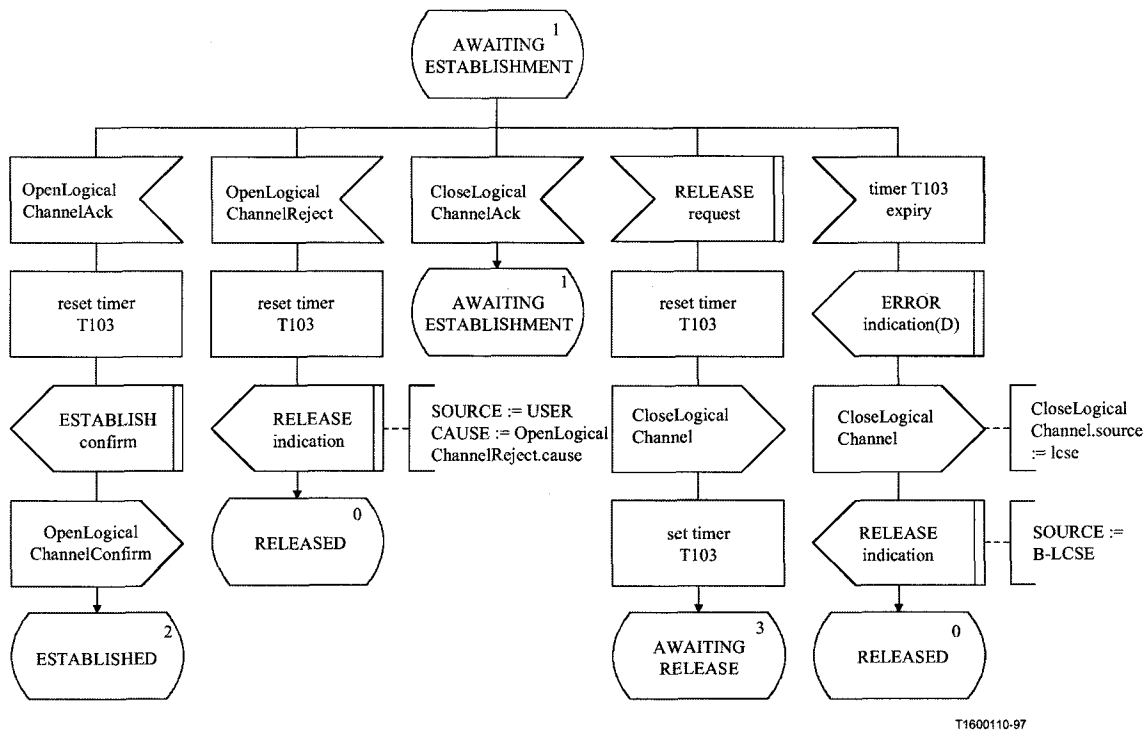 1
AWAITING
ESTABLISHMENT
OpenLogical
ChannelAck
OpenLogical
ChannelReject
CloseLogical
ChannelAck
RELEASE
request
timer T103
expiry
reset timer
T103
reset timer
T103
1
AWAITING
ESTABLISHMENT
reset timer
T103
ERROR
indication(D)
ESTABLISH
confirm
RELEASE
indication
SOURCE := USER
CAUSE := OpenLogical
ChannelReject.cause
CloseLogical
Channel
CloseLogical
Channel
CloseLogical
Channel.source
:= lcse
OpenLogical
ChannelConfirm
0
RELEASED
set timer
T103
RELEASE
indication
SOURCE :=
B-LCSE
2
ESTABLISHED
3
AWAITING
RELEASE
0
RELEASED
T1600110-97